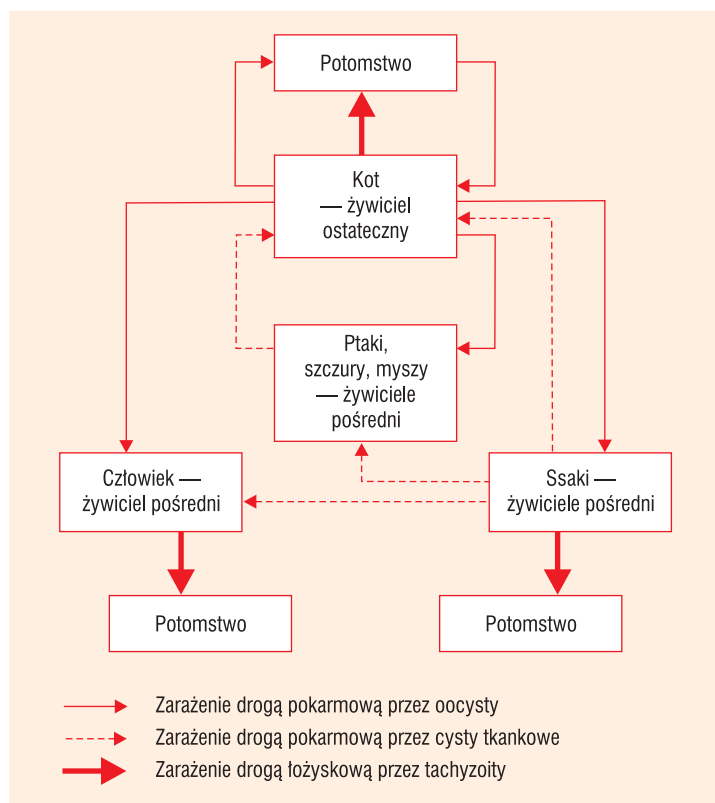 Potomstwo
Kot
— żywiciel
ostateczny
Ptaki,
szczury, myszy
— żywiciele
pośredni
Człowiek —
żywiciel pośredni
Ssaki —
żywiciele pośredni
Potomstwo
Potomstwo
Zarażenie drogą pokarmową przez oocysty
Zarażenie drogą pokarmową przez cysty tkankowe
Zarażenie drogą łożyskową przez tachyzoity